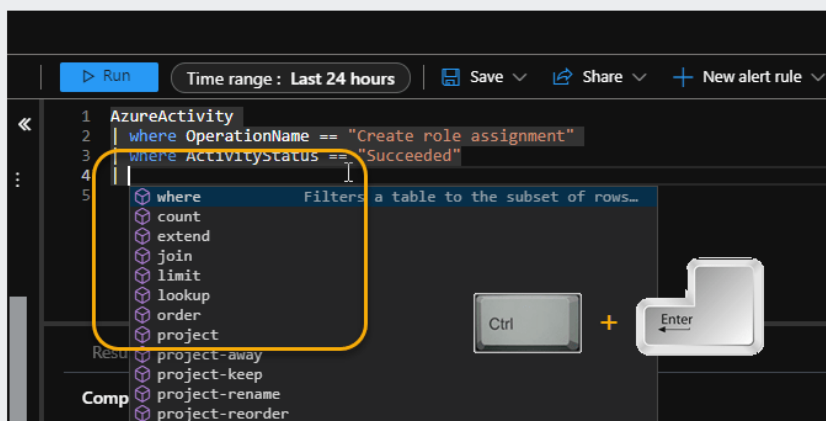 Run
Time range : Last 24 hours
Save
Share
New alert rule
1 AzureActivity
2 | where OperationName == "Create role assignment"
3 | where ActivityStatus == "Succeeded"
4 |
5
where Filters a table to the subset of rows…
count
extend
join
limit
lookup
order
project
project-away
project-keep
project-rename
project-reorder
Ctrl + Enter